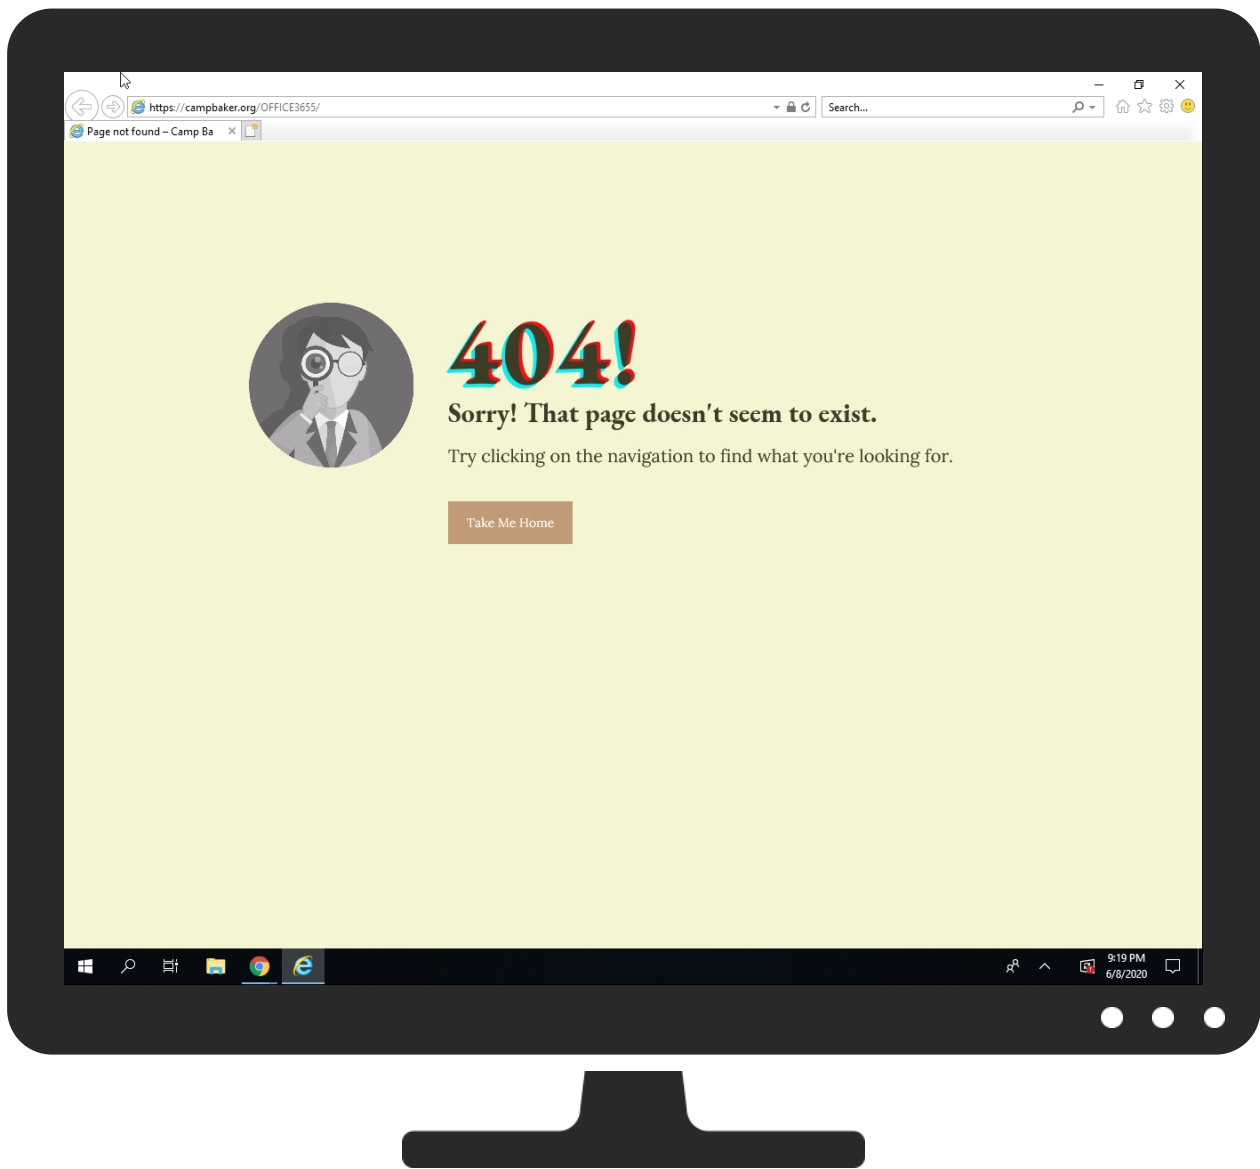 https://campbaker.org/OFFICE3655/
Search...
Page not found – Camp Ba
404!
Sorry! That page doesn't seem to exist.
Try clicking on the navigation to find what you're looking for.
Take Me Home
9:19 PM
6/8/2020